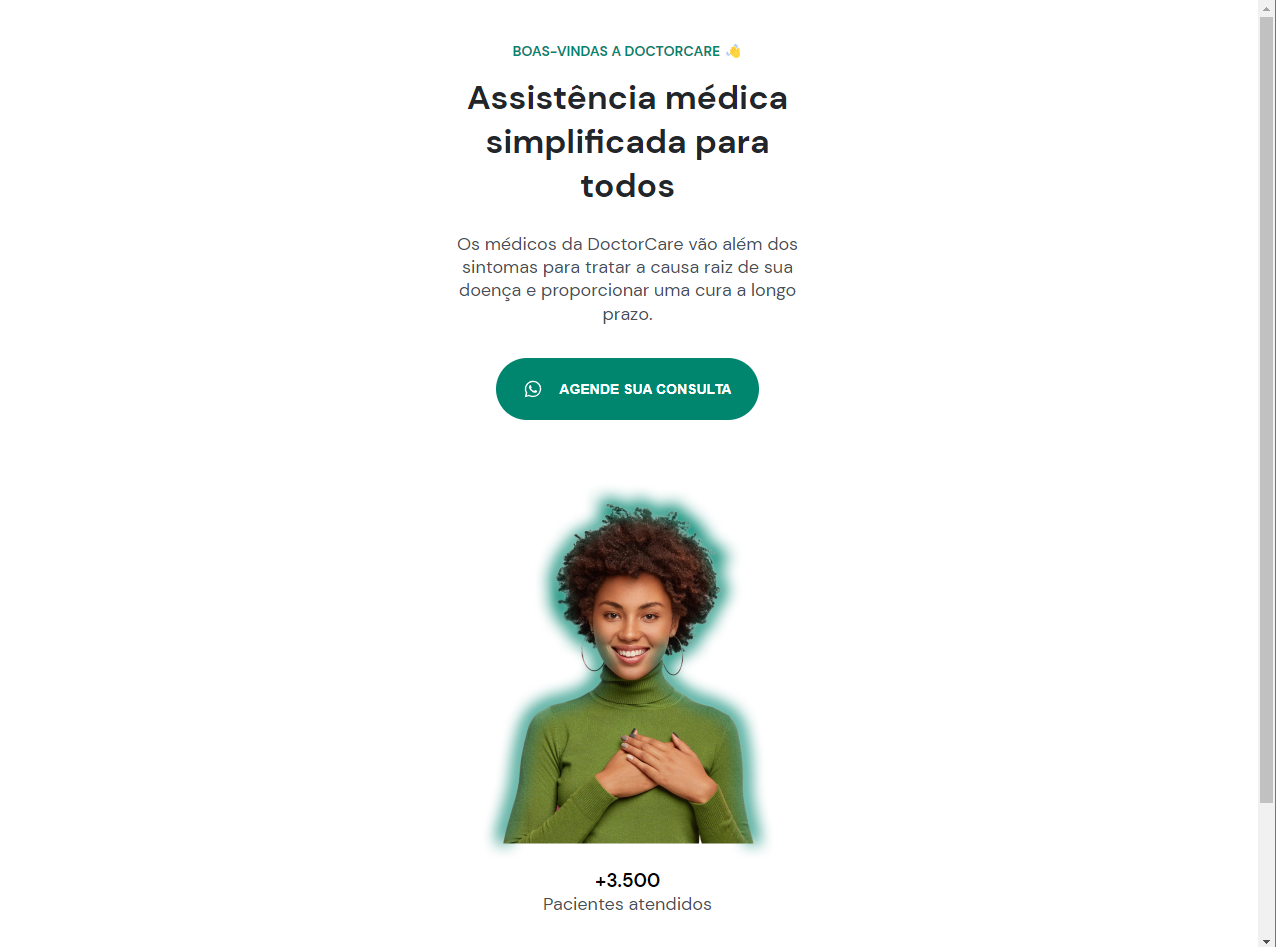 BOAS-VINDAS A DOCTORCARE 👋
Assistência médica
simplificada para
todos
Os médicos da DoctorCare vão além dos
sintomas para tratar a causa raiz de sua
doença e proporcionar uma cura a longo
prazo.
AGENDE SUA CONSULTA
+3.500
Pacientes atendidos